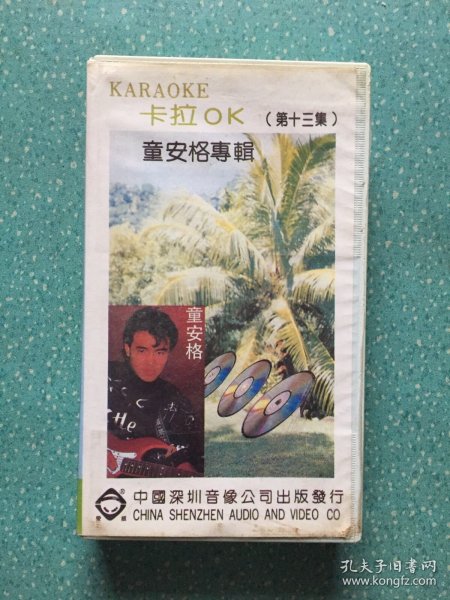 KARAOKE
卡拉OK (第十三集)
童安格專輯
童安格
中國深圳音像公司出版發行
CHINA SHENZHEN AUDIO AND VIDEO CO
孔夫子旧书网
www.kongfz.com